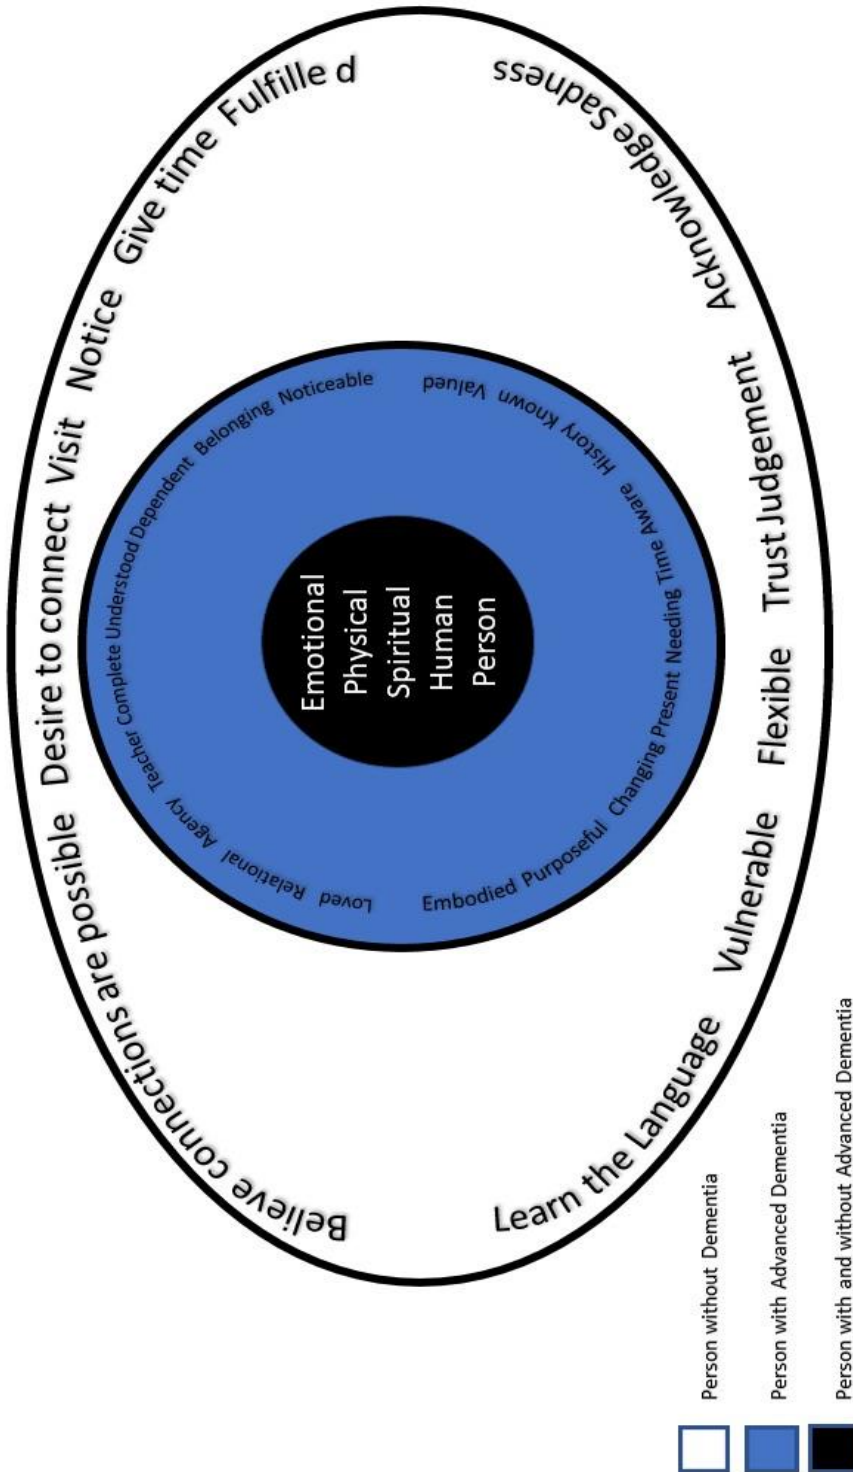 Believe connections are possible Desire to connect Visit Notice Give time Fulfille d
Loved Relational Agency Teacher Complete Understood Dependent Belonging Noticeable
Emotional
Physical
Spiritual
Human
Person
Embodied Purposeful Changing Present Needing Time Aware History Known Valued
Learn the Language Vulnerable Flexible Trust Judgement Acknowledge Sadness
Person without Dementia
Person with Advanced Dementia
Person with and without Advanced Dementia